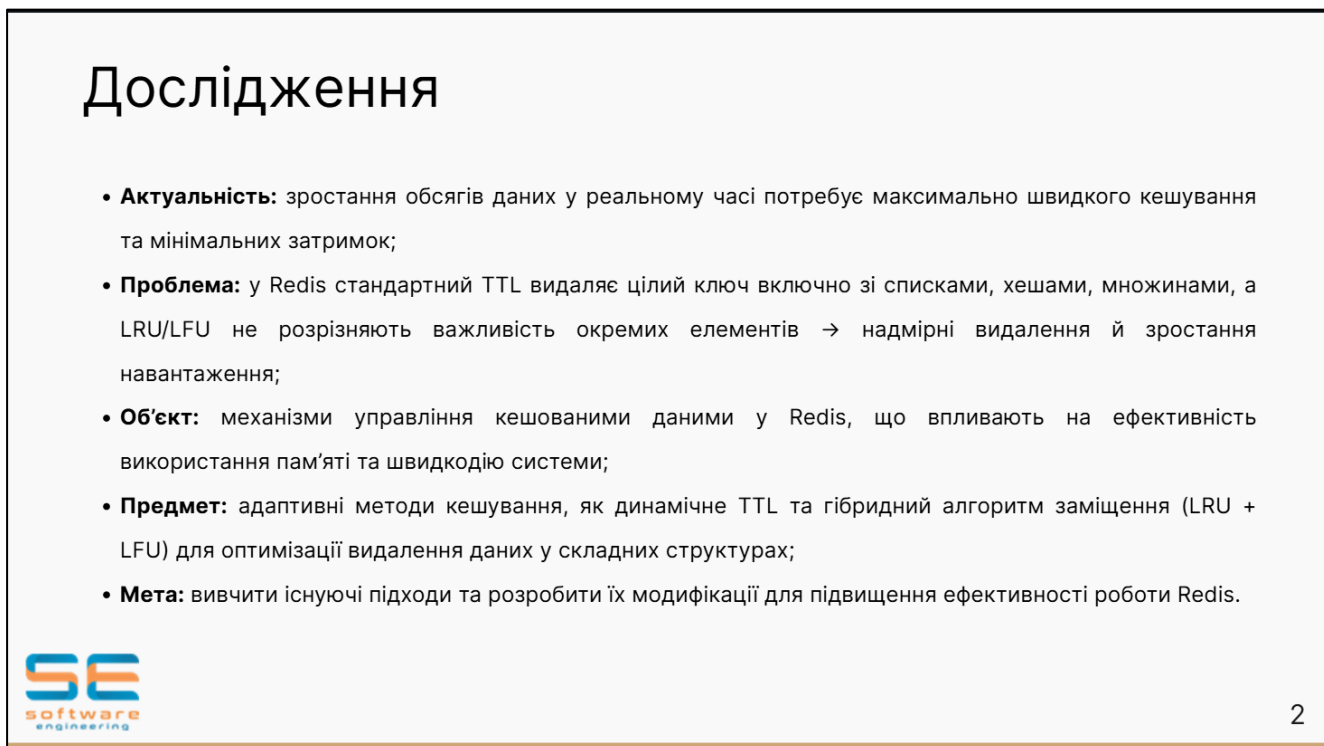 Дослідження
• Актуальність: зростання обсягів даних у реальному часі потребує максимально швидкого кешування
та мінімальних затримок;
• Проблема: у Redis стандартний TTL видаляє цілий ключ включно зі списками, хешами, множинами, а
LRU/LFU не розрізняють важливість окремих елементів → надмірні видалення й зростання
навантаження;
• Об’єкт: механізми управління кешованими даними у Redis, що впливають на ефективність
використання пам’яті та швидкодію системи;
• Предмет: адаптивні методи кешування, як динамічне TTL та гібридний алгоритм заміщення (LRU +
LFU) для оптимізації видалення даних у складних структурах;
• Мета: вивчити існуючі підходи та розробити їх модифікації для підвищення ефективності роботи Redis.
SE
software
engineering
2